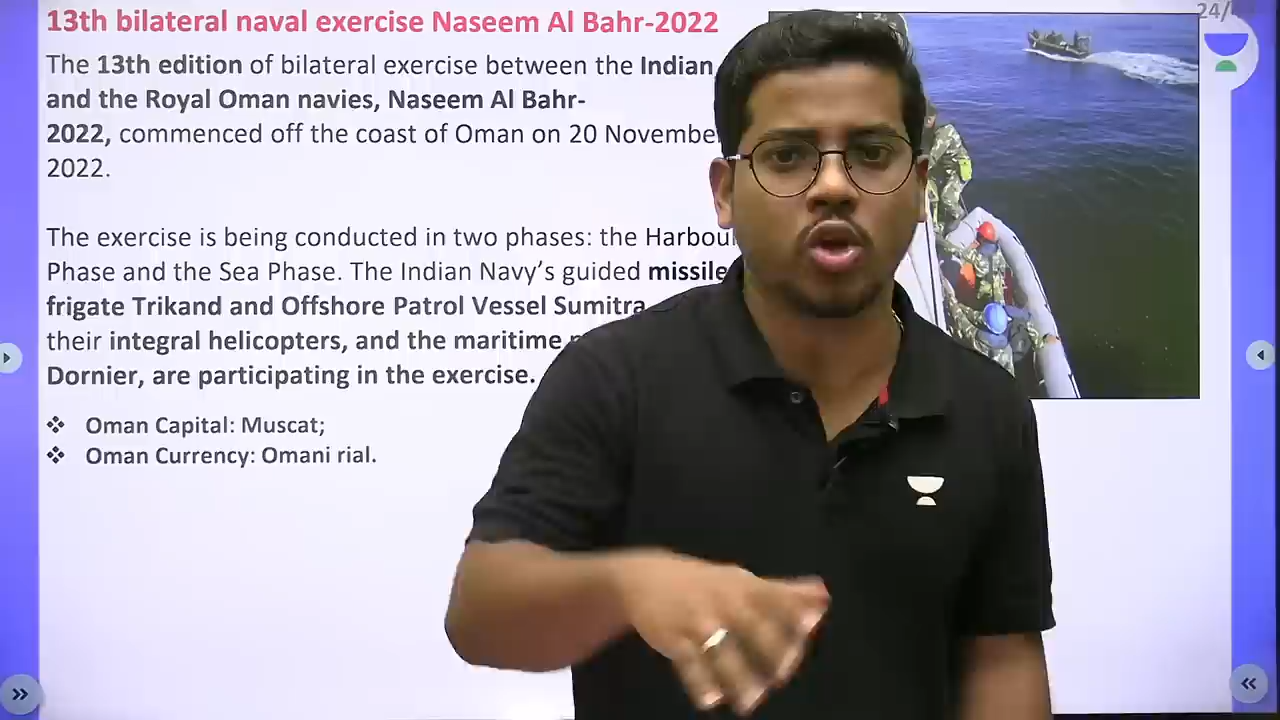 24/
13th bilateral naval exercise Naseem Al Bahr-2022
The 13th edition of bilateral exercise between the Indian
and the Royal Oman navies, Naseem Al Bahr-
2022, commenced off the coast of Oman on 20 November
2022.
The exercise is being conducted in two phases: the Harbour
Phase and the Sea Phase. The Indian Navy’s guided missile
frigate Trikand and Offshore Patrol Vessel Sumitra
their integral helicopters, and the maritime
Dornier, are participating in the exercise.
❖ Oman Capital: Muscat;
❖ Oman Currency: Omani rial.